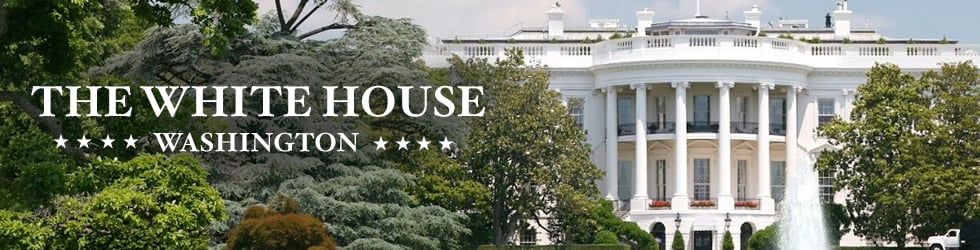 THE WHITE HOUSE
★ ★ ★ ★ WASHINGTON ★ ★ ★ ★